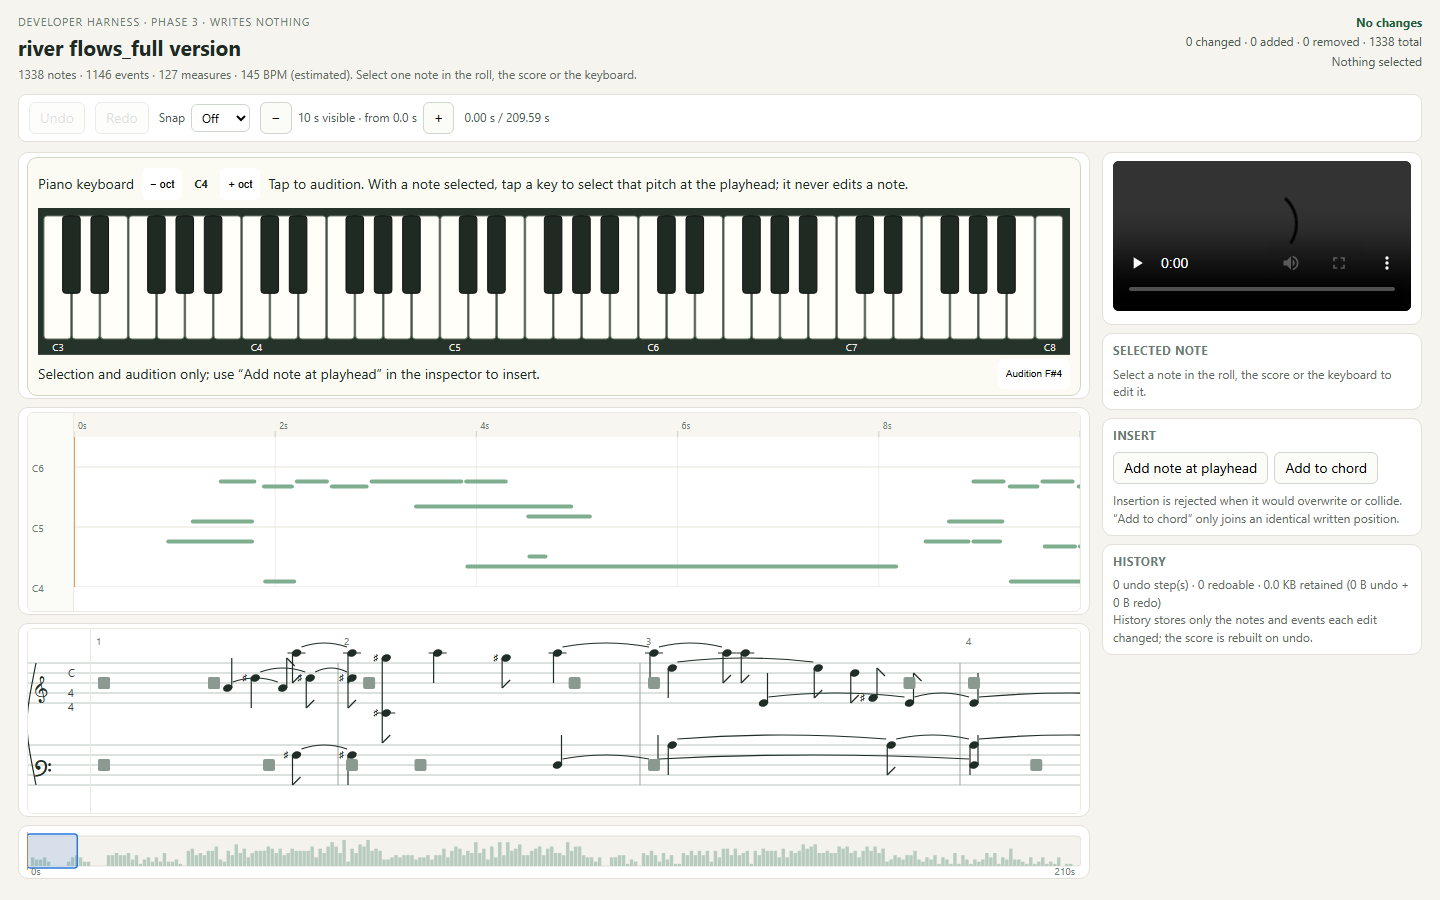 DEVELOPER HARNESS · PHASE 3 · WRITES NOTHING
river flows_full version
1338 notes · 1146 events · 127 measures · 145 BPM (estimated). Select one note in the roll, the score or the keyboard.
No changes
0 changed · 0 added · 0 removed · 1338 total
Nothing selected
Undo Redo Snap Off − 10 s visible · from 0.0 s + 0.00 s / 209.59 s
Piano keyboard − oct C4 + oct Tap to audition. With a note selected, tap a key to select that pitch at the playhead; it never edits a note.
C3 C4 C5 C6 C7 C8
Selection and audition only; use “Add note at playhead” in the inspector to insert.
Audition F#4
0s 2s 4s 6s 8s
C6
C5
C4
1 2 3 4
C
4
4
0s 210s
0:00
SELECTED NOTE
Select a note in the roll, the score or the keyboard to
edit it.
INSERT
Add note at playhead Add to chord
Insertion is rejected when it would overwrite or collide.
“Add to chord” only joins an identical written position.
HISTORY
0 undo step(s) · 0 redoable · 0.0 KB retained (0 B undo +
0 B redo)
History stores only the notes and events each edit
changed; the score is rebuilt on undo.